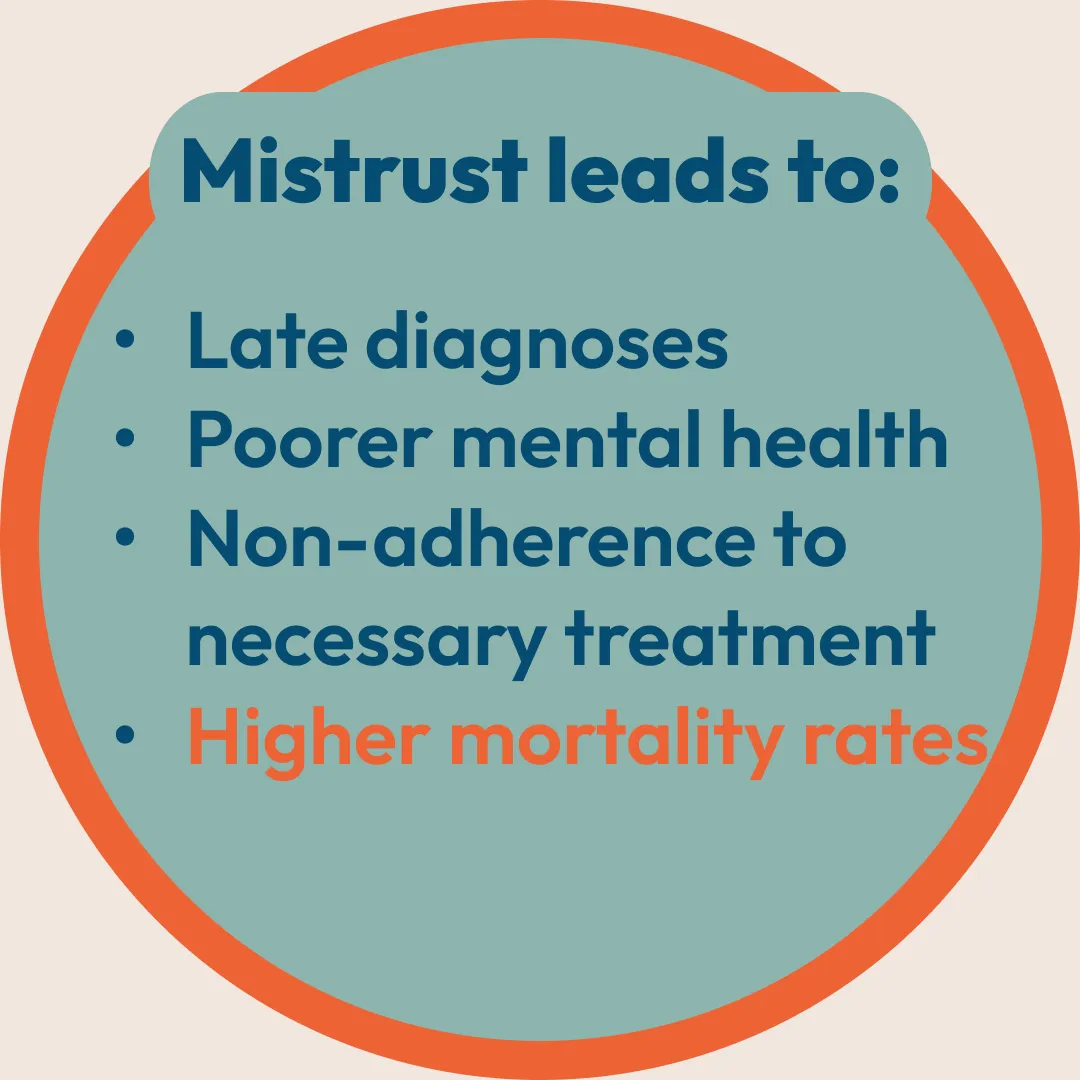 Mistrust leads to:
• Late diagnoses
• Poorer mental health
• Non-adherence to
necessary treatment
• Higher mortality rates